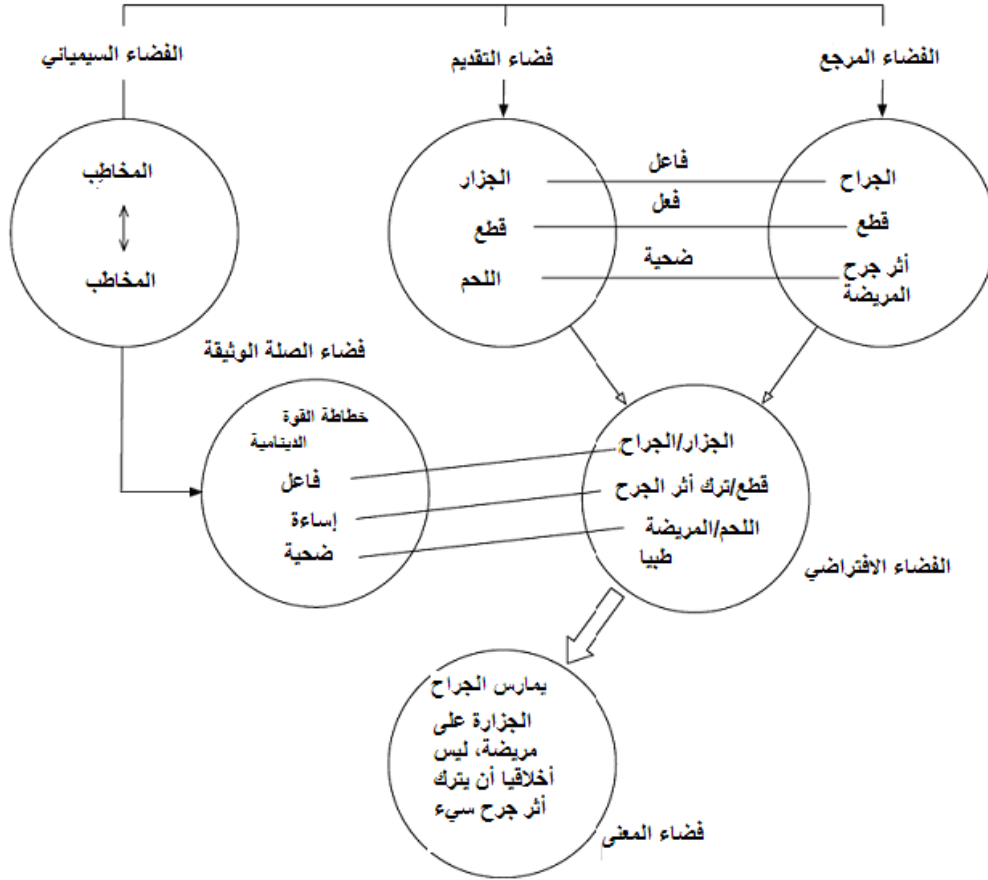 الفضاء المرجع
فضاء التقديم
الفضاء السيميائي
الجراح
فاعل
الجزار
قطع
فعل
قطع
أثر جرح
المريضة
ضحية
اللحم
المخاطِب
المخاطب
فضاء الصلة الوثيقة
خطاطة القوة
الدينامية
فاعل
إساءة
ضحية
الجزار/الجراح
قطع/ترك أثر الجرح
اللحم/المريضة
طبيا
الفضاء الافتراضي
يمارس الجراح
الجزارة على
مريضة، ليس
أخلاقيا أن يترك
أثر جرح سيء
فضاء المعنى